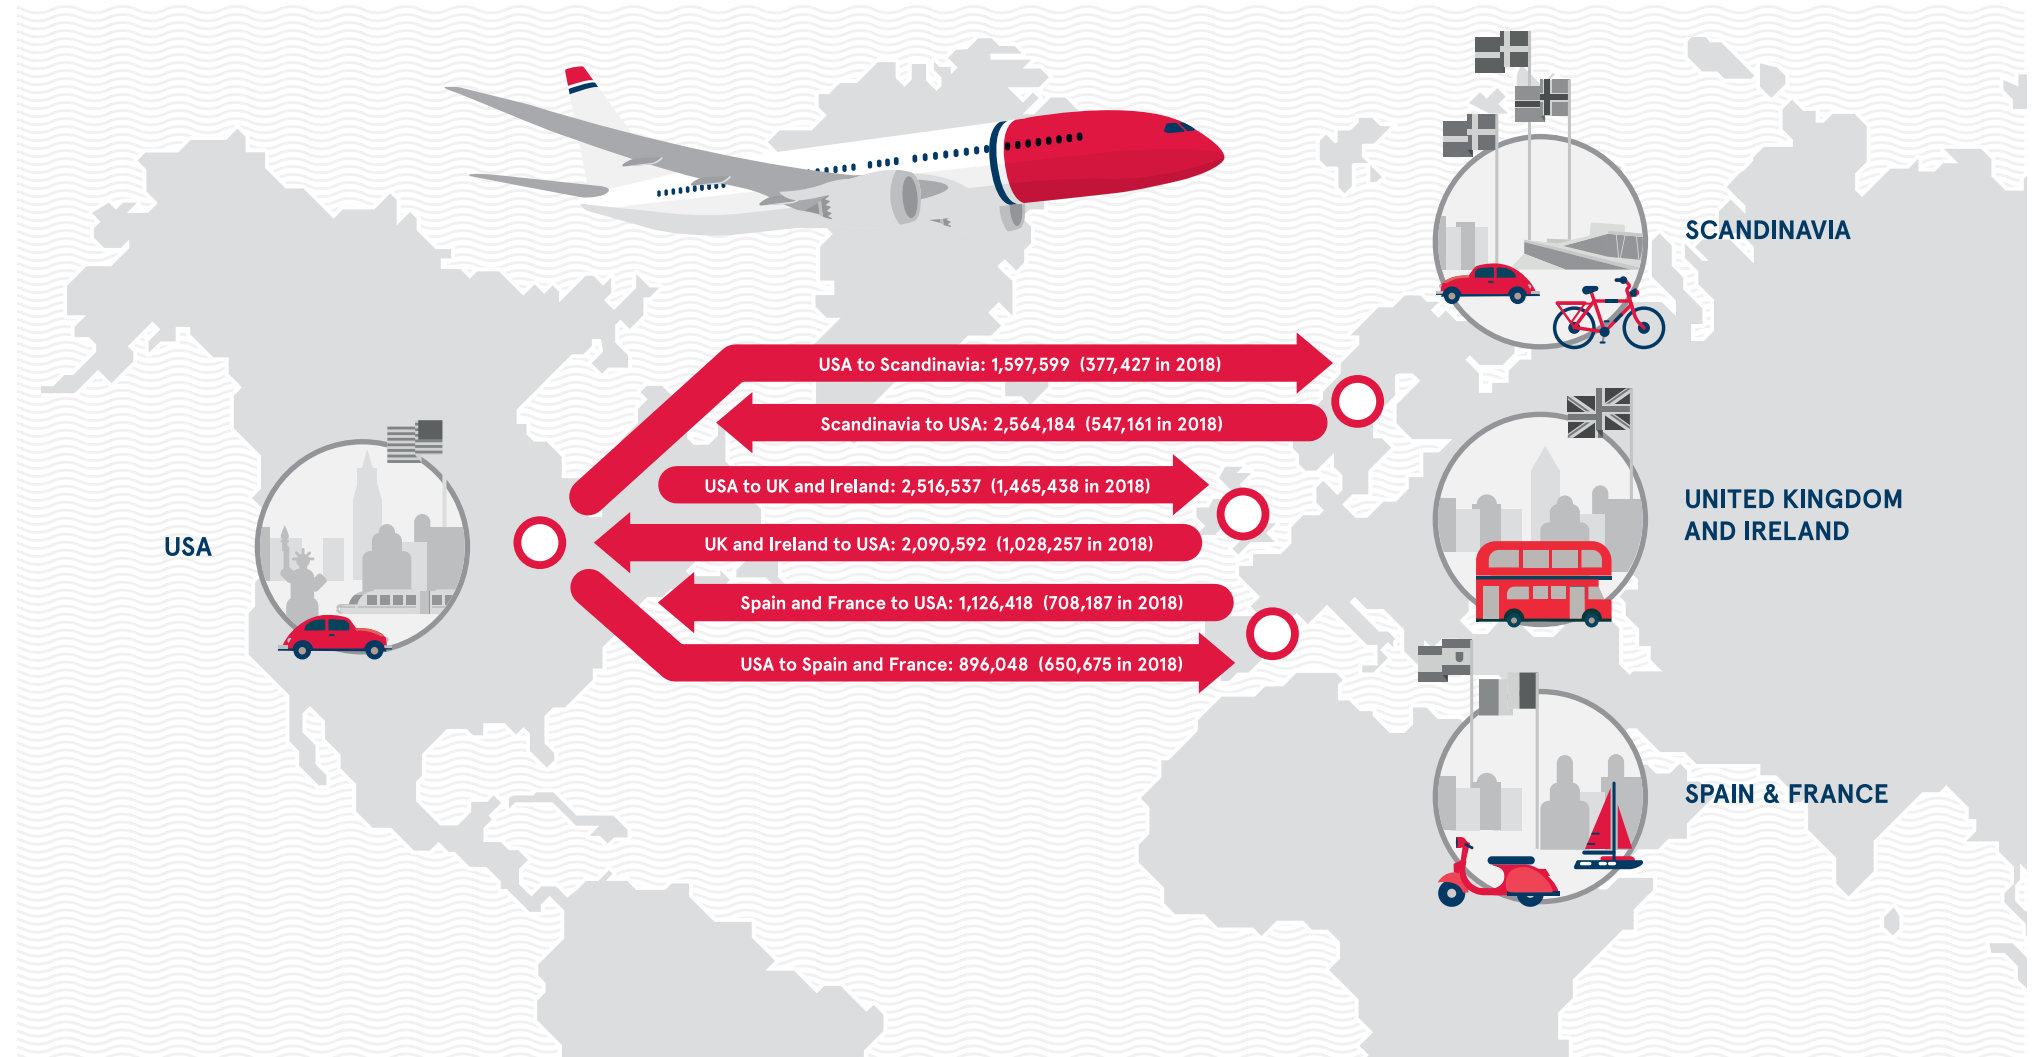 SCANDINAVIA
USA to Scandinavia: 1,597,599 (377,427 in 2018)
Scandinavia to USA: 2,564,184 (547,161 in 2018)
USA to UK and Ireland: 2,516,537 (1,465,438 in 2018)
UK and Ireland to USA: 2,090,592 (1,028,257 in 2018)
Spain and France to USA: 1,126,418 (708,187 in 2018)
USA to Spain and France: 896,048 (650,675 in 2018)
USA
UNITED KINGDOM
AND IRELAND
SPAIN & FRANCE